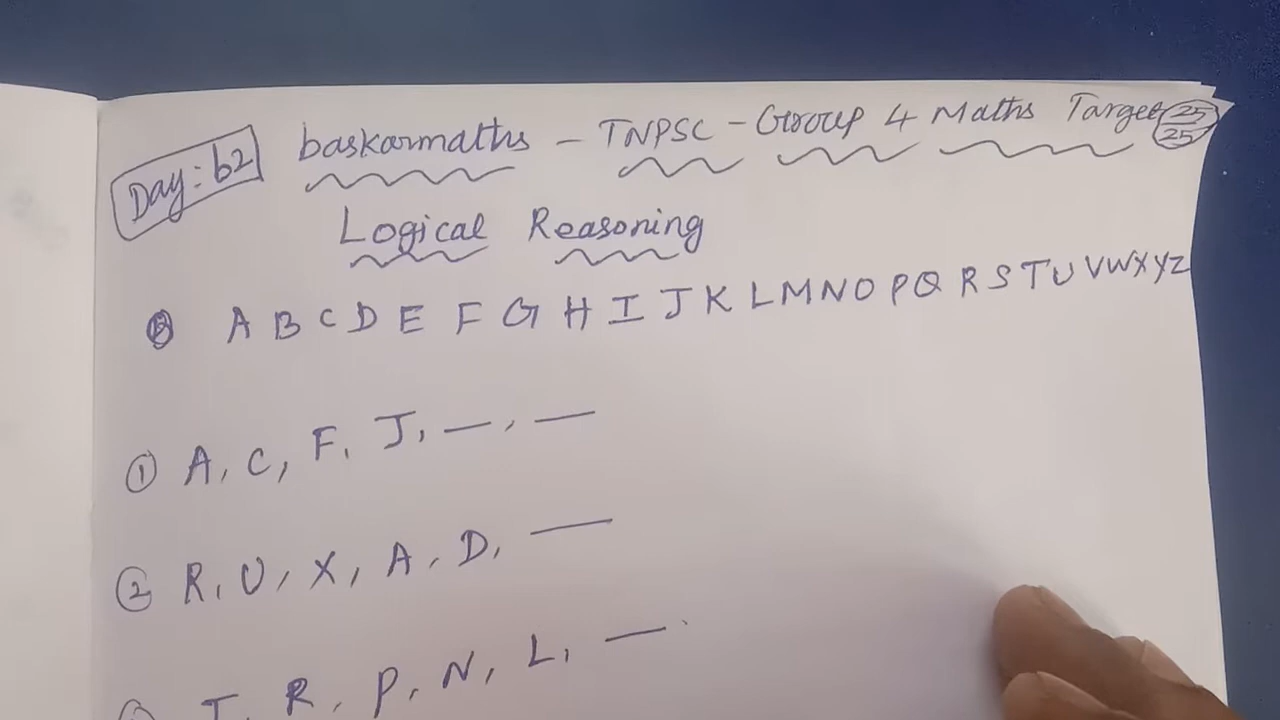 Day: 62 baskarmaths - TNPSC - Group 4 Maths Target 25/25
Logical Reasoning
A B C D E F G H I J K L M N O P Q R S T U V W X Y Z
① A, C, F, J, __, __
② R, U, X, A, D, __
T, R, P, N, L, __